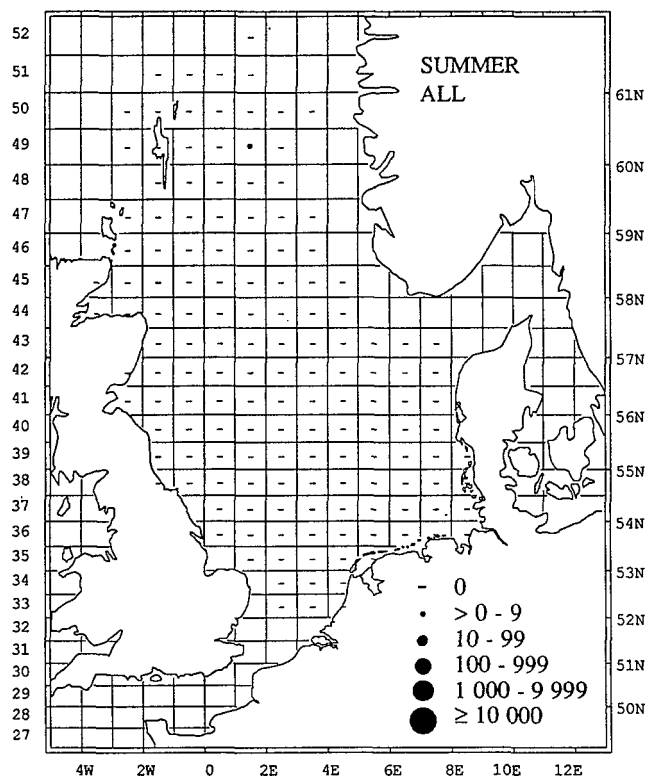 52
SUMMER
51
ALL
50
61N
49
60N
48
47
59N
46
45
58N
44
43
57N
42
41
56N
40
39
55N
38
37
54N
36
35
53N
34
- 0
33
> 0 - 9
52N
32
10 - 99
31
100 - 999
51N
30
29
1 000 - 9 999
50N
28
≥ 10 000
27
4W 2W 0 2E 4E 6E 8E 10E 12E